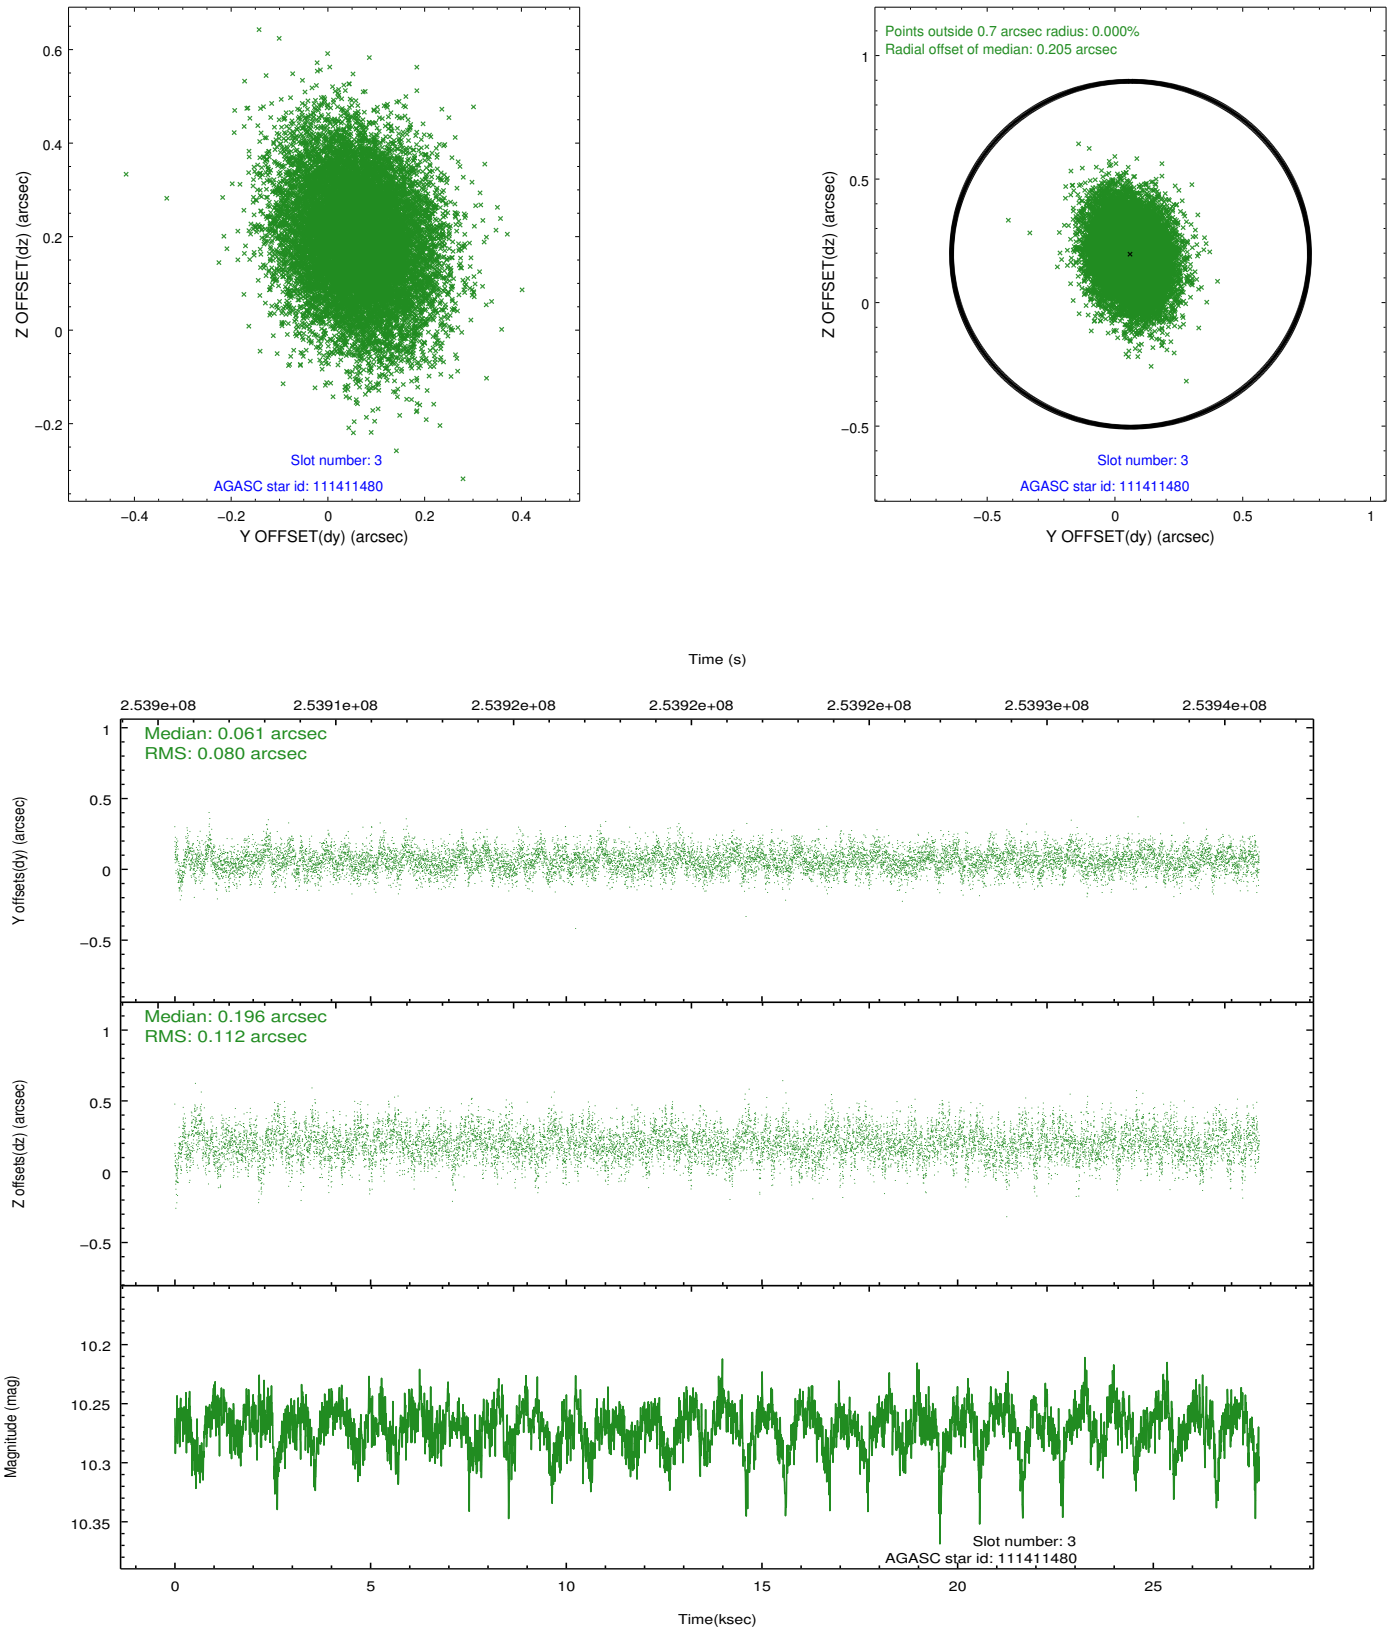 0.6
0.4
0.2
0
−0.2
Z OFFSET(dz) (arcsec)
Slot number: 3
AGASC star id: 111411480
−0.4
−0.2
0
0.2
0.4
Y OFFSET(dy) (arcsec)
Points outside 0.7 arcsec radius: 0.000%
Radial offset of median: 0.205 arcsec
1
0.5
0
−0.5
Z OFFSET(dz) (arcsec)
Slot number: 3
AGASC star id: 111411480
−0.5
0
0.5
1
Y OFFSET(dy) (arcsec)
Time (s)
2.539e+08
2.5391e+08
2.5392e+08
2.5392e+08
2.5392e+08
2.5393e+08
2.5394e+08
Median: 0.061 arcsec
RMS: 0.080 arcsec
1
0.5
0
−0.5
Y offsets(dy) (arcsec)
Median: 0.196 arcsec
RMS: 0.112 arcsec
1
0.5
0
−0.5
Z offsets(dz) (arcsec)
10.2
10.25
10.3
10.35
Magnitude (mag)
Slot number: 3
AGASC star id: 111411480
0
5
10
15
20
25
Time(ksec)